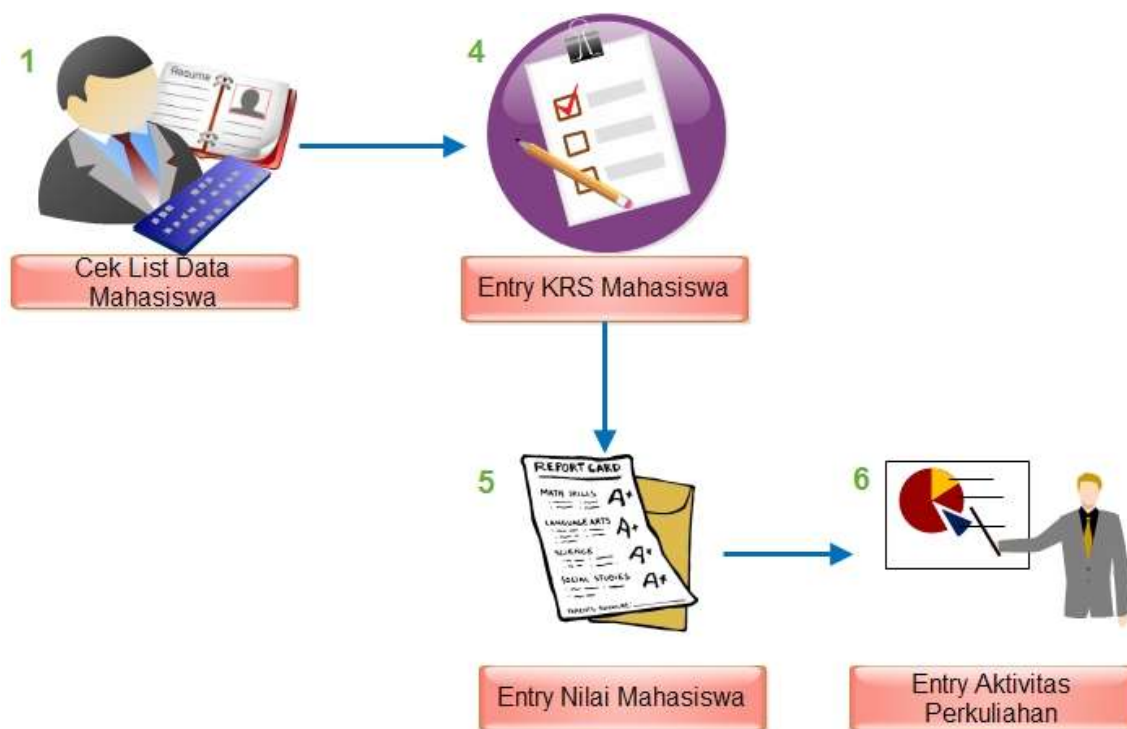 1
Resume
Cek List Data
Mahasiswa
4
Entry KRS Mahasiswa
5
REPORT CARD
MATH SKILLS A+
LANGUAGE ARTS A+
SCIENCE A+
SOCIAL STUDIES A+
Entry Nilai Mahasiswa
6
Entry Aktivitas
Perkuliahan